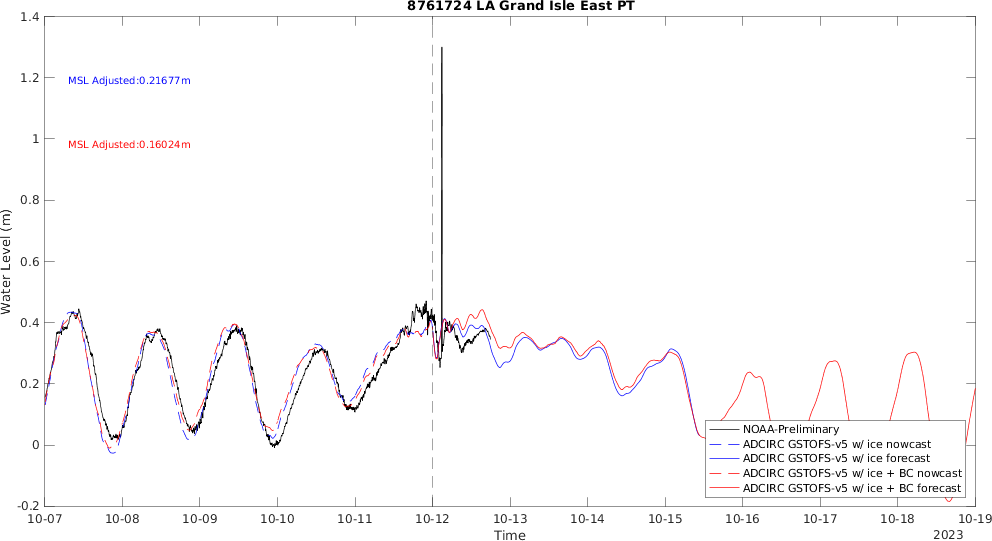 8761724 LA Grand Isle East PT
1.4
1.2
1
0.8
0.6
0.4
0.2
0
-0.2
Water Level (m)
MSL Adjusted:0.21677m
MSL Adjusted:0.16024m
NOAA-Preliminary
ADCIRC GSTOFS-v5 w/ ice nowcast
ADCIRC GSTOFS-v5 w/ ice forecast
ADCIRC GSTOFS-v5 w/ ice + BC nowcast
ADCIRC GSTOFS-v5 w/ ice + BC forecast
10-07 10-08 10-09 10-10 10-11 10-12 10-13 10-14 10-15 10-16 10-17 10-18 10-19
Time
2023